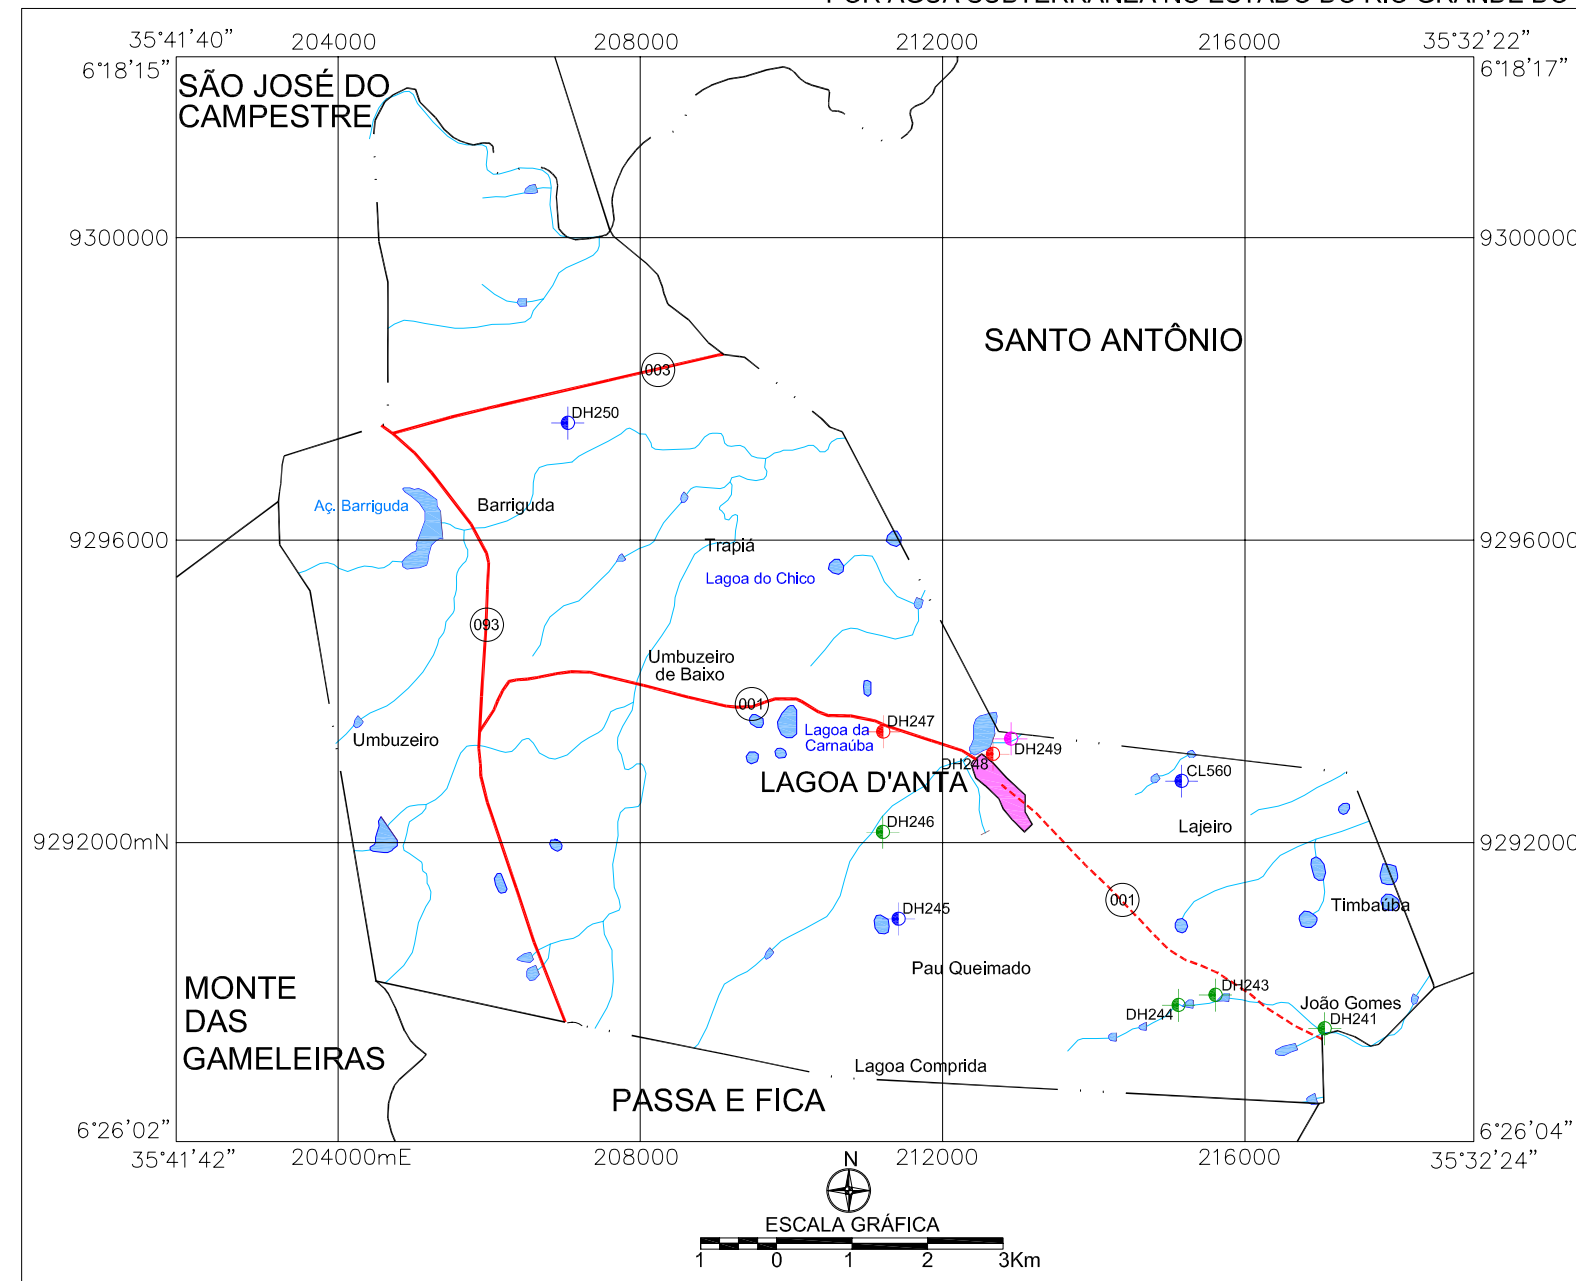 35°41'40"
204000
208000
212000
216000
35°32'22"
6°18'15"
6°18'17"
SÃO JOSÉ DO
CAMPESTRE
9300000
9300000
SANTO ANTÔNIO
003
DH250
Aç. Barriguda
Barriguda
9296000
9296000
Trapiá
Lagoa do Chico
093
Umbuzeiro
de Baixo
001
DH247
Umbuzeiro
Lagoa da
Carnaúba
DH249
DH248
LAGOA D'ANTA
CL560
DH246
Lajeiro
9292000mN
9292000
001
DH245
Timbaúba
Pau Queimado
MONTE
DAS
GAMELEIRAS
DH243
João Gomes
DH244
DH241
Lagoa Comprida
PASSA E FICA
6°26'02"
6°26'04"
35°41'42"
204000mE
208000
212000
216000
35°32'24"
N
ESCALA GRÁFICA
1
0
1
2
3Km